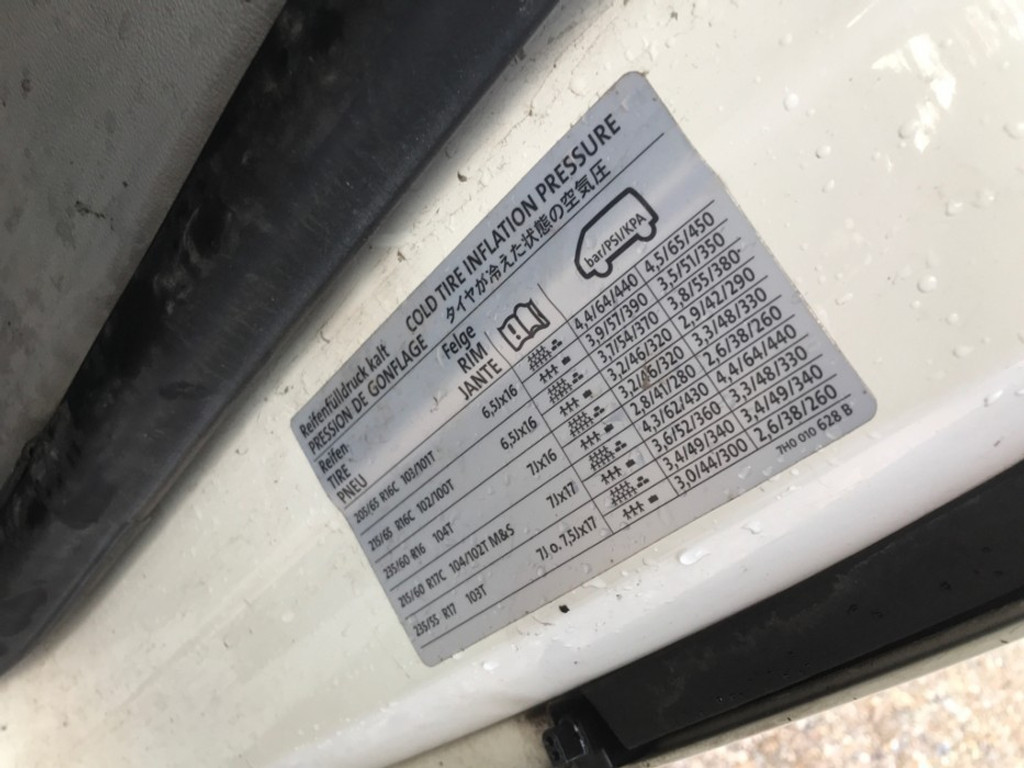 Reifenfülldruck kalt COLD TIRE INFLATION PRESSURE
PRESSION DE GONFLAGE タイヤが冷えた状態の空気圧
Reifen Felge
TIRE RIM bar/PSI/KPA
PNEU JANTE
205/65 R16C 103/101T 6,5Jx16 4,4/64/440 4,5/65/450
3,9/57/390 3,5/51/350
215/65 R16C 102/100T 6,5Jx16 3,7/54/370 3,8/55/380
3,2/46/320 2,9/42/290
235/60 R16 104T 7Jx16 3,2/46/320 3,3/48/330
2,8/41/280 2,6/38/260
215/60 R17C 104/102T M&S 7Jx17 4,3/62/430 4,4/64/440
3,6/52/360 3,3/48/330
235/55 R17 103T 7J o. 7,5Jx17 3,4/49/340 3,4/49/340
3,0/44/300 2,6/38/260
7H0 010 628 B